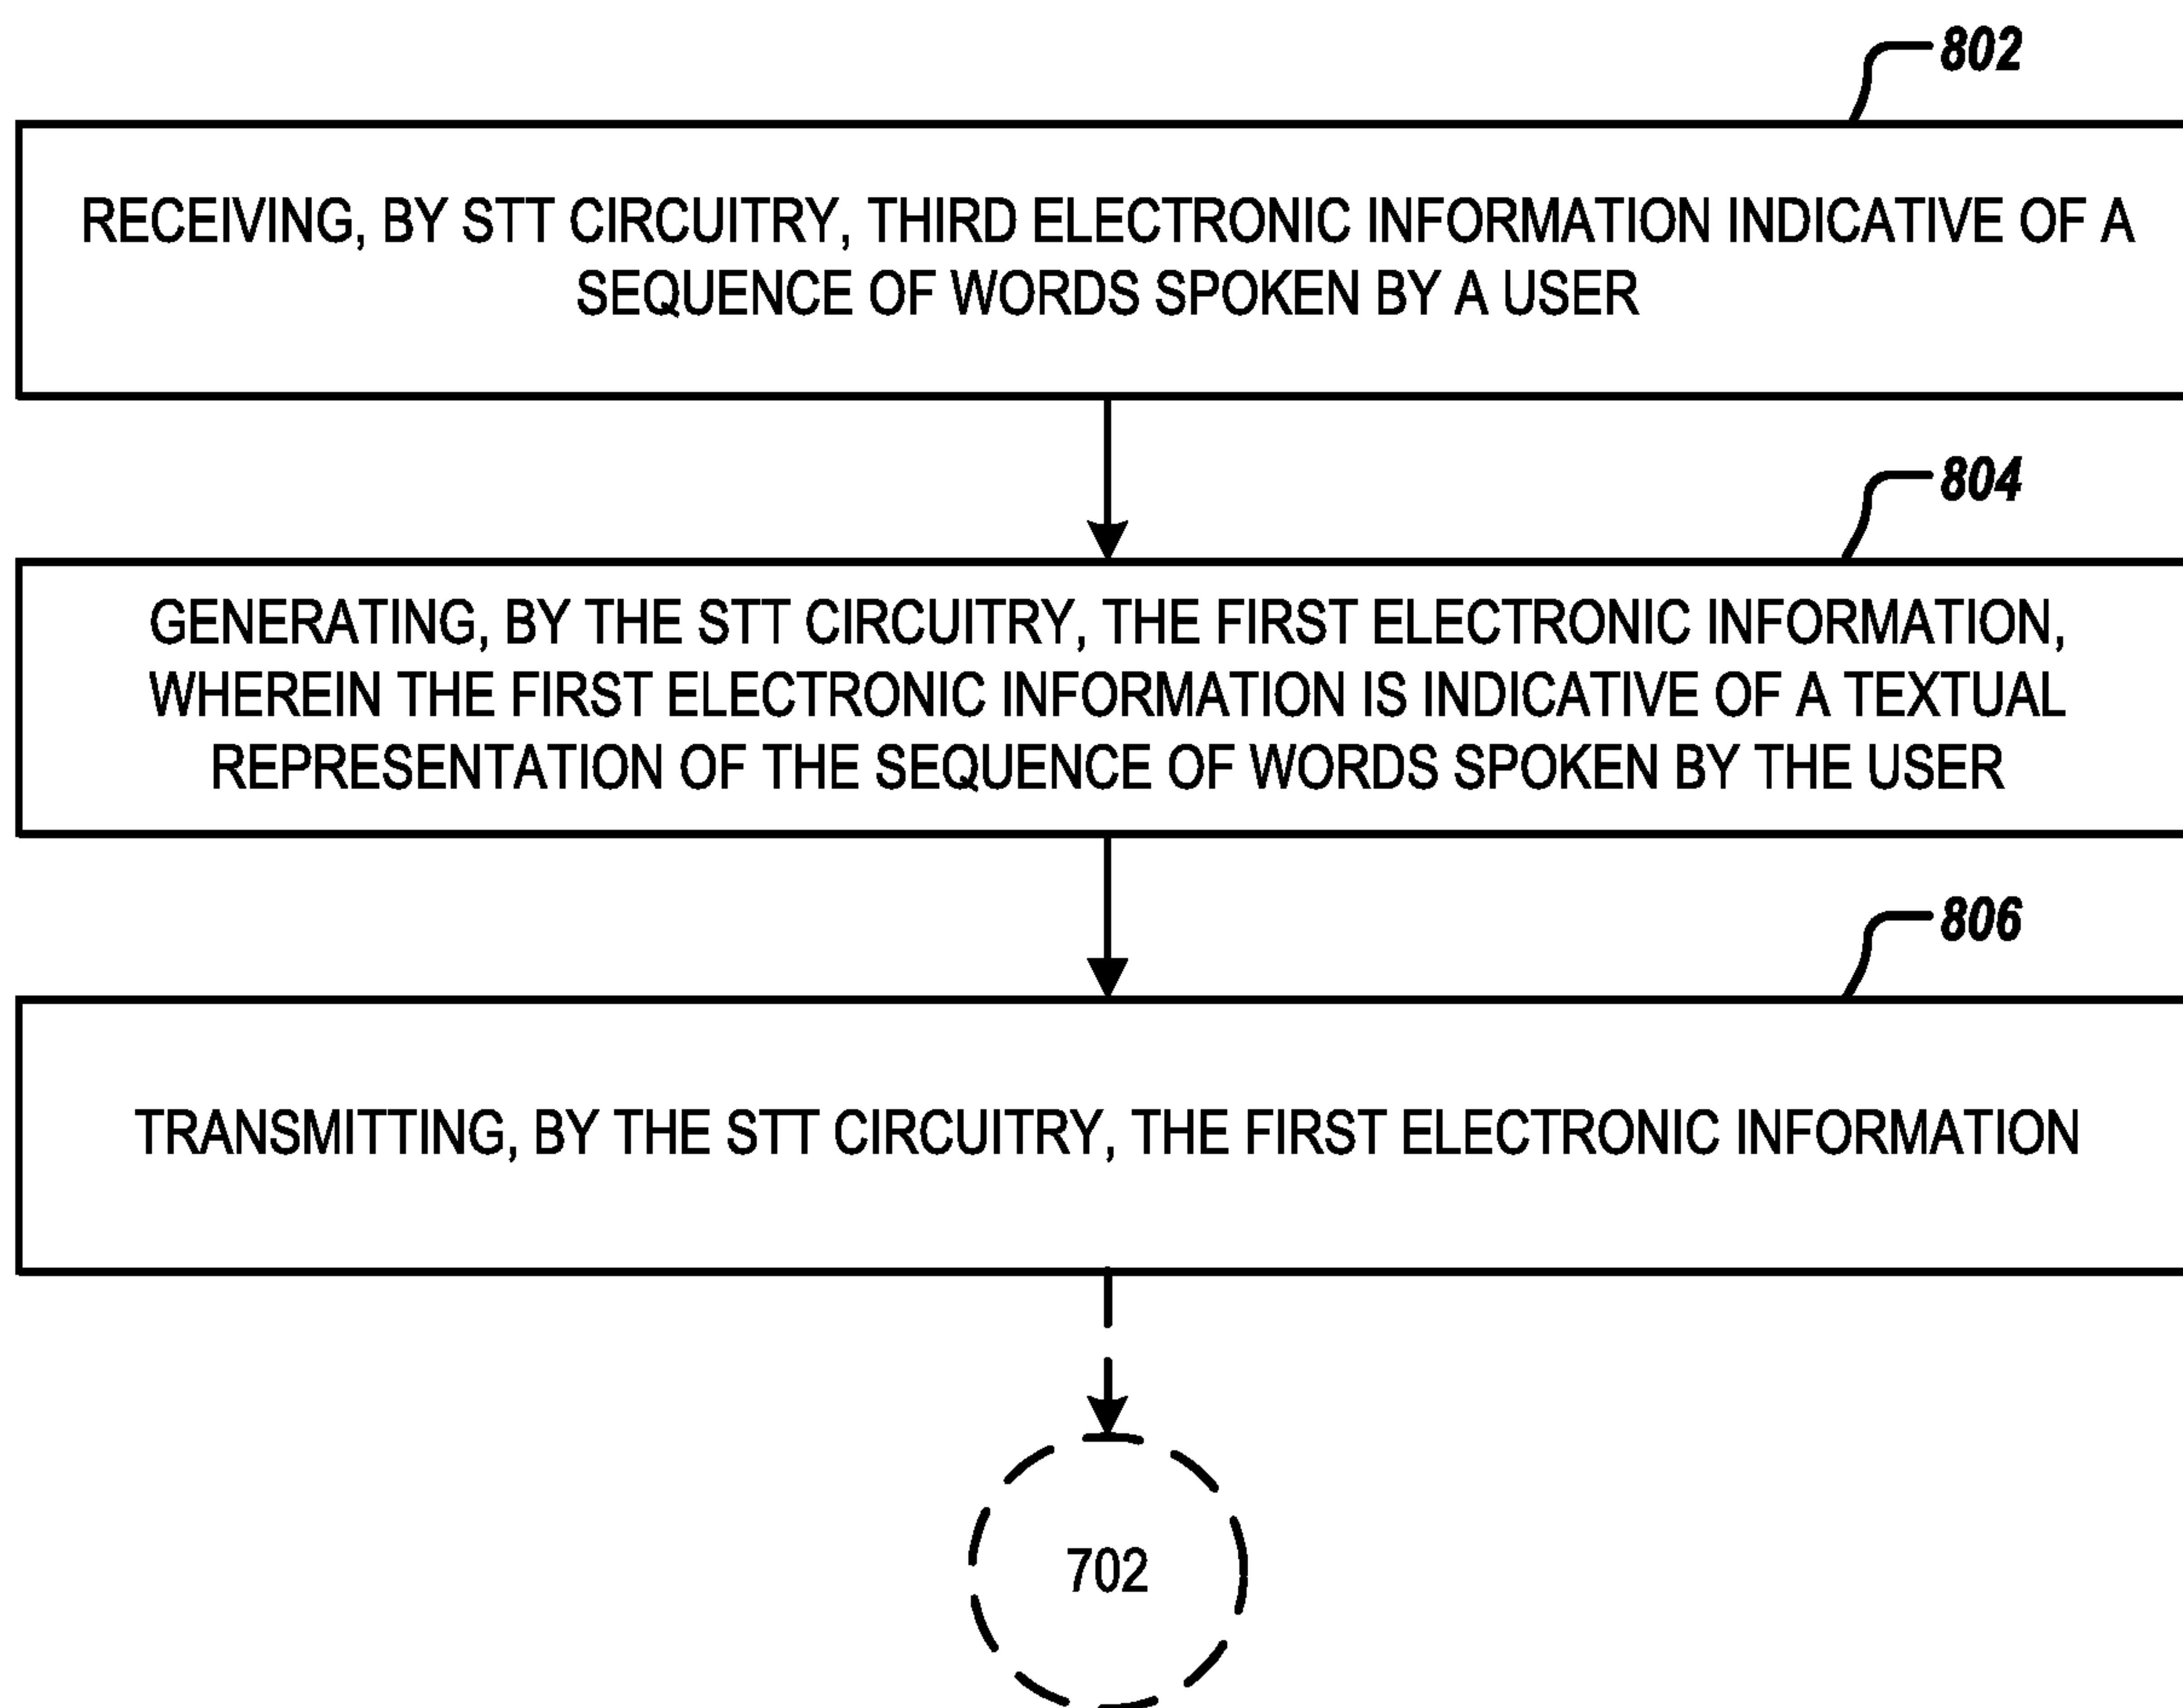 802
RECEIVING, BY STT CIRCUITRY, THIRD ELECTRONIC INFORMATION INDICATIVE OF A
SEQUENCE OF WORDS SPOKEN BY A USER
804
GENERATING, BY THE STT CIRCUITRY, THE FIRST ELECTRONIC INFORMATION,
WHEREIN THE FIRST ELECTRONIC INFORMATION IS INDICATIVE OF A TEXTUAL
REPRESENTATION OF THE SEQUENCE OF WORDS SPOKEN BY THE USER
806
TRANSMITTING, BY THE STT CIRCUITRY, THE FIRST ELECTRONIC INFORMATION
702